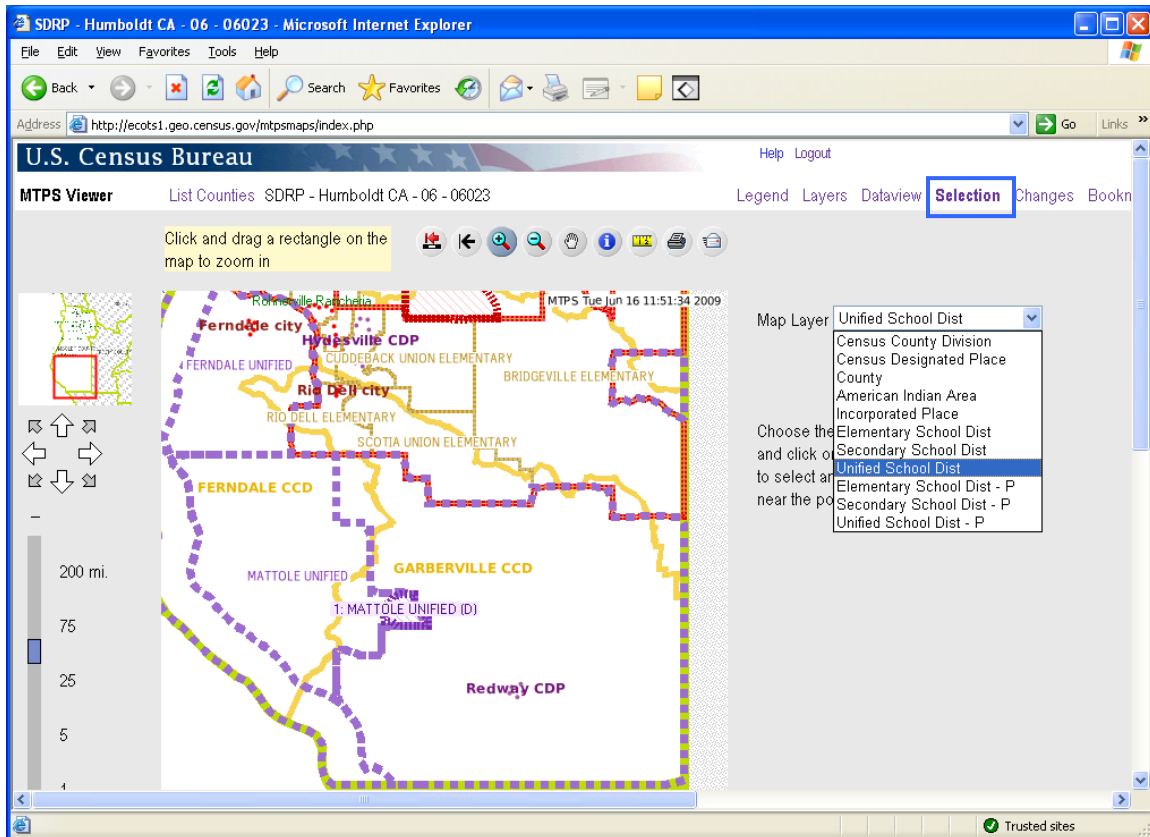 SDRP - Humboldt CA - 06 - 06023 - Microsoft Internet Explorer
File Edit View Favorites Tools Help
Back Search Favorites
Address http://ecots1.geo.census.gov/mtpsmaps/index.php Go Links »
U.S. Census Bureau Help Logout
MTPS Viewer List Counties SDRP - Humboldt CA - 06 - 06023 Legend Layers Dataview Selection Changes Bookn
Click and drag a rectangle on the
map to zoom in
Rohnerville Rancheria MTPS Tue Jun 16 11:51:34 2009
Ferndale city
Hydesville CDP
CUDDEBACK UNION ELEMENTARY
FERNDALE UNIFIED
BRIDGEVILLE ELEMENTARY
Rio Dell city
RIO DELL ELEMENTARY
SCOTIA UNION ELEMENTARY
FERNDALE CCD
GARBERVILLE CCD
MATTOLE UNIFIED
1: MATTOLE UNIFIED (D)
Redway CDP
200 mi.
75
25
5
1
Map Layer Unified School Dist
Census County Division
Census Designated Place
County
American Indian Area
Incorporated Place
Elementary School Dist
Secondary School Dist
Unified School Dist
Elementary School Dist - P
Secondary School Dist - P
Unified School Dist - P
Choose the
and click o
to select an
near the po
Trusted sites